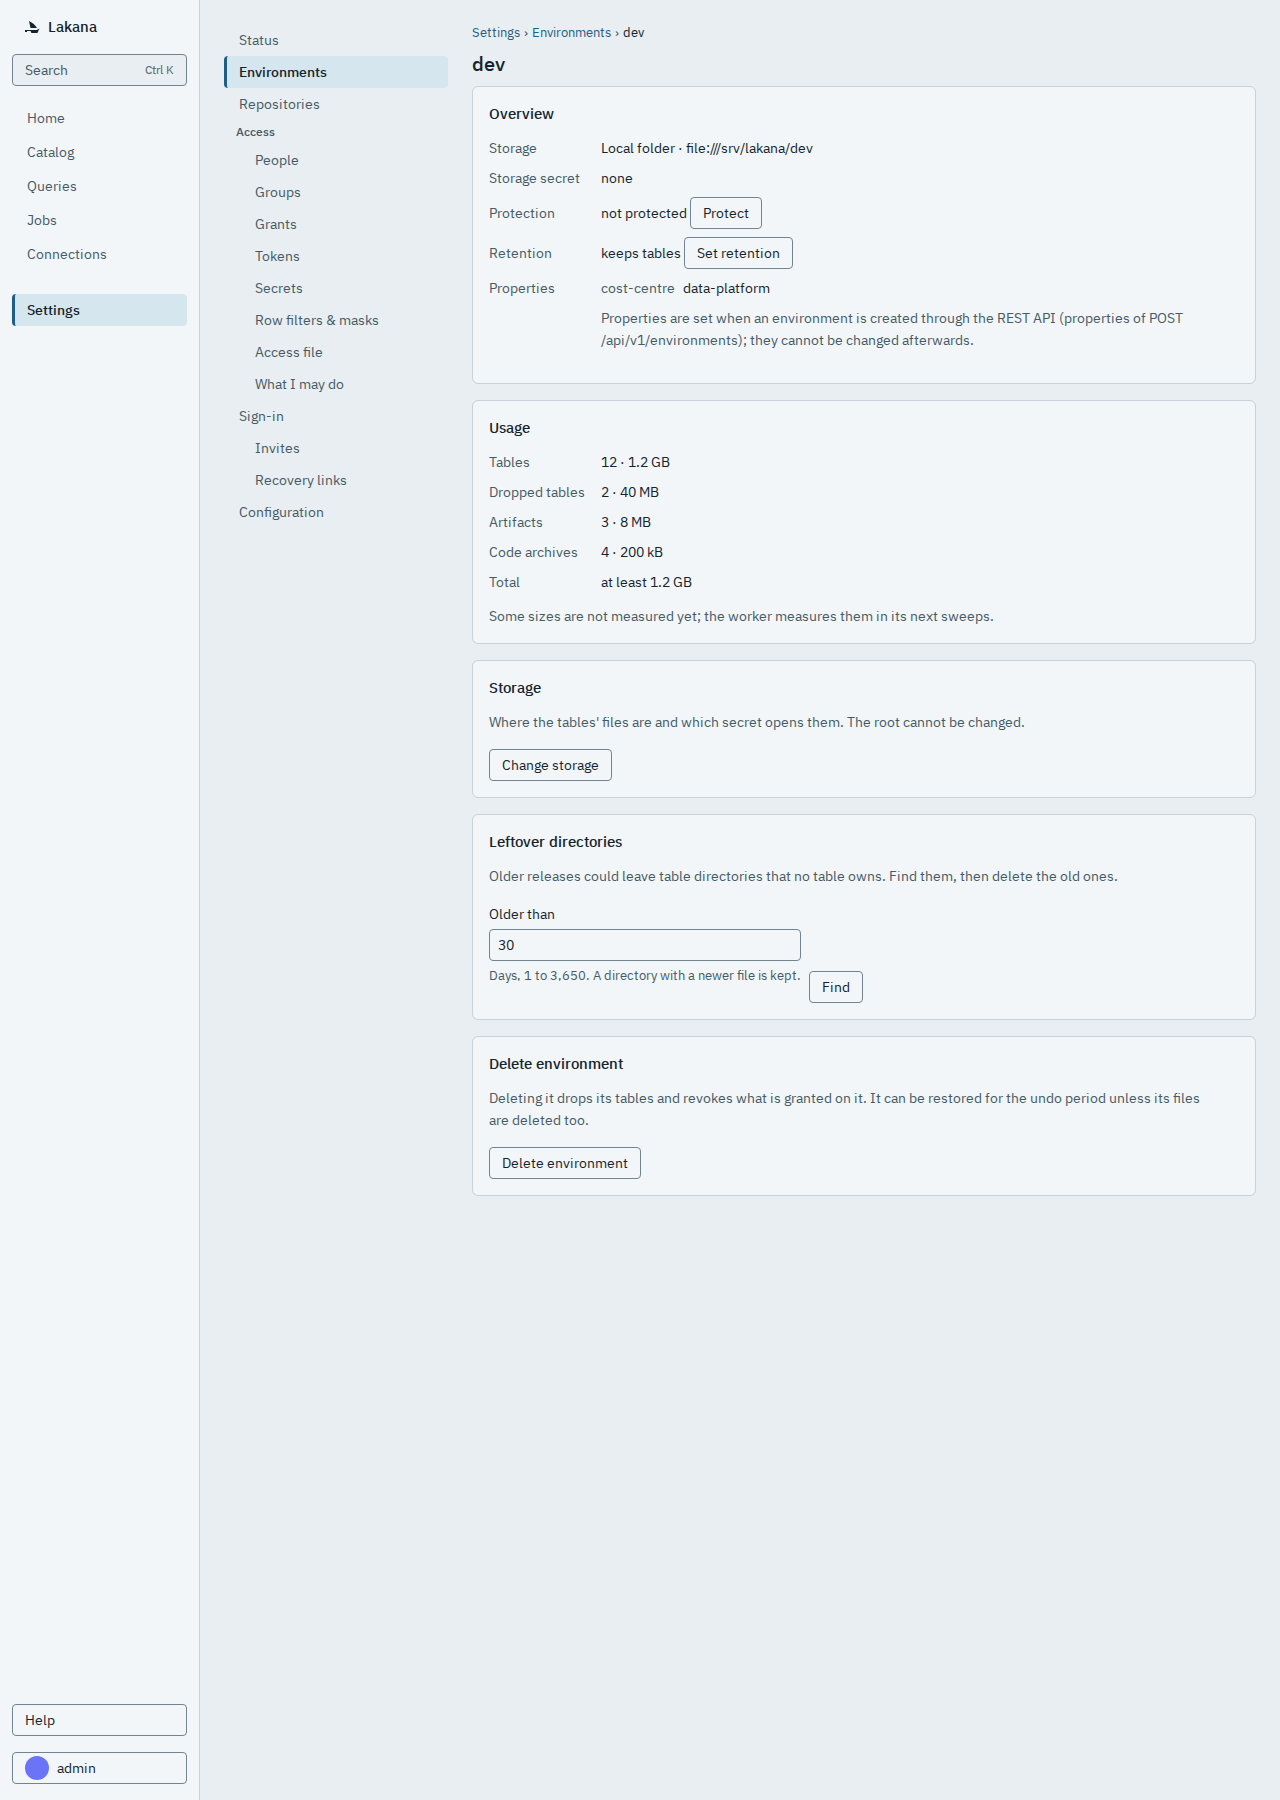 Lakana
Search Ctrl K
Home
Catalog
Queries
Jobs
Connections
Settings
Help
admin
Status
Environments
Repositories
Access
People
Groups
Grants
Tokens
Secrets
Row filters & masks
Access file
What I may do
Sign-in
Invites
Recovery links
Configuration
Settings › Environments › dev
dev
Overview
Storage Local folder · file:///srv/lakana/dev
Storage secret none
Protection not protected Protect
Retention keeps tables Set retention
Properties cost-centre data-platform
Properties are set when an environment is created through the REST API (properties of POST
/api/v1/environments); they cannot be changed afterwards.
Usage
Tables 12 · 1.2 GB
Dropped tables 2 · 40 MB
Artifacts 3 · 8 MB
Code archives 4 · 200 kB
Total at least 1.2 GB
Some sizes are not measured yet; the worker measures them in its next sweeps.
Storage
Where the tables' files are and which secret opens them. The root cannot be changed.
Change storage
Leftover directories
Older releases could leave table directories that no table owns. Find them, then delete the old ones.
Older than
30
Days, 1 to 3,650. A directory with a newer file is kept.
Find
Delete environment
Deleting it drops its tables and revokes what is granted on it. It can be restored for the undo period unless its files
are deleted too.
Delete environment